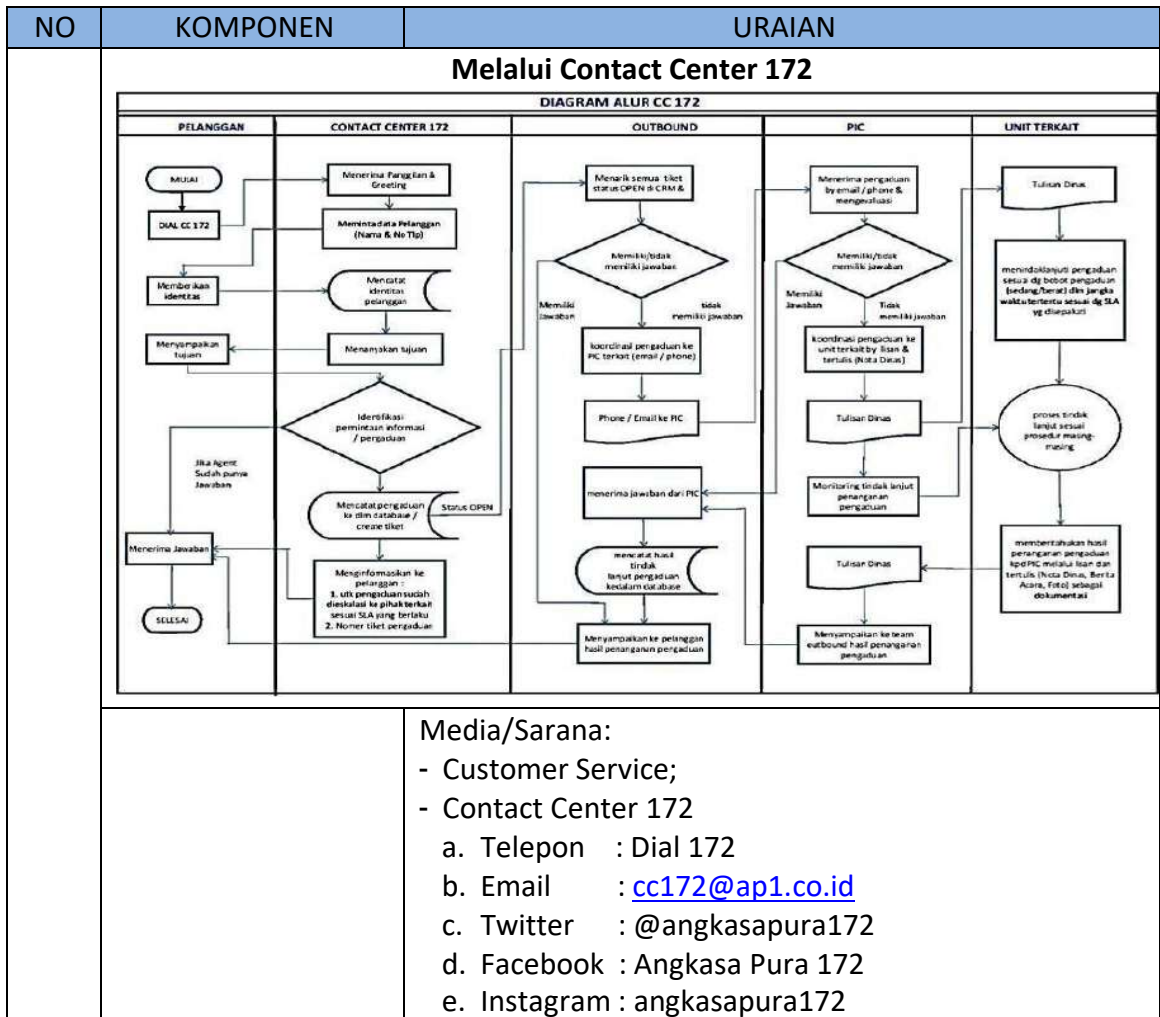 NO KOMPONEN URAIAN
Melalui Contact Center 172
DIAGRAM ALUR CC 172
PELANGGAN CONTACT CENTER 172 OUTBOUND PIC UNIT TERKAIT
MULAI
DIAL CC 172
Memberikan
identitas
Menyampaikan
tujuan
Jika Agent
Sudah punya
Jawaban
Menerima Jawaban
SELESAI
Menerima Panggilan &
Greeting
Meminta data Pelanggan
(Nama & No Tlp)
Mencatat
identitas
pelanggan
Menanyakan tujuan
Identifikasi
permintaan informasi
/ pengaduan
Mencatat pengaduan
ke dlm database /
create tiket
Status OPEN
Menginformasikan ke
pelanggan :
1. utk pengaduan sudah
dieskalasi ke pihak terkait
sesuai SLA yang berlaku
2. Nomer tiket pengaduan
Menarik semua tiket
status OPEN di CRM &
Memiliki/tidak
memiliki jawaban
Memiliki
Jawaban
tidak
memiliki jawaban
koordinasi pengaduan ke
PIC terkait (email / phone)
Phone / Email ke PIC
menerima jawaban dari PIC
mencatat hasil
tindak
lanjut pengaduan
kedalam database
Menyampaikan ke pelanggan
hasil penanganan pengaduan
Menerima pengaduan
by email / phone &
mengevaluasi
Memiliki/tidak
memiliki jawaban
Memiliki
Jawaban
Tidak
memiliki jawaban
koordinasi pengaduan ke
unit terkait by lisan &
tertulis (Nota Dinas)
Tulisan Dinas
Monitoring tindak lanjut
penanganan
pengaduan
Tulisan Dinas
Menyampaikan ke team
outbound hasil penanganan
pengaduan
Tulisan Dinas
menindaklanjuti pengaduan
sesuai dg bobot pengaduan
(sedang/berat) dlm jangka
waktu tertentu sesuai dg SLA
yg disepakati
proses tindak
lanjut sesuai
prosedur masing-
masing
memberitahukan hasil
penanganan pengaduan
kpd PIC melalui lisan dan
tertulis (Nota Dinas, Berita
Acara, Foto) sebagai
dokumentasi
Media/Sarana:
- Customer Service;
- Contact Center 172
a. Telepon : Dial 172
b. Email : cc172@ap1.co.id
c. Twitter : @angkasapura172
d. Facebook : Angkasa Pura 172
e. Instagram : angkasapura172